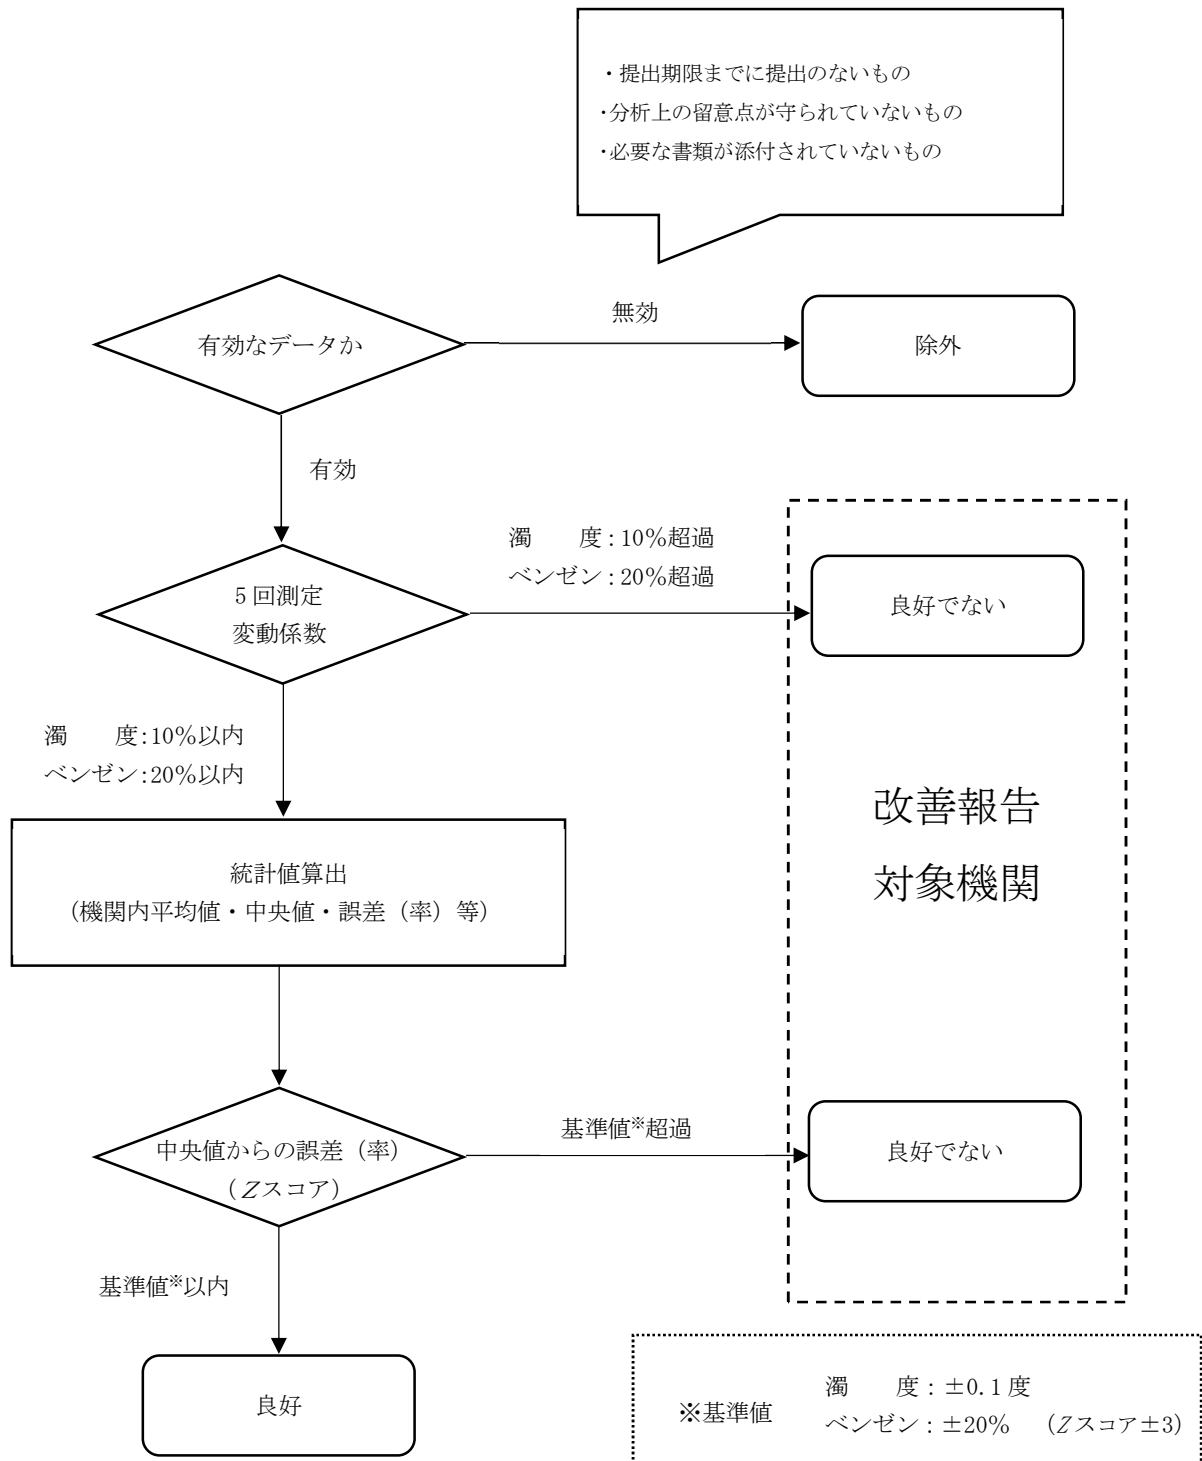 ・提出期限までに提出のないもの
・分析上の留意点が守られていないもの
・必要な書類が添付されていないもの
有効なデータか
無効
除外
有効
濁　　度：10％超過
ベンゼン：20％超過
5回測定
変動係数
良好でない
濁　　度：10％以内
ベンゼン：20％以内
改善報告
対象機関
統計値算出
（機関内平均値・中央値・誤差（率）等）
中央値からの誤差（率）
（Zスコア）
基準値※超過
良好でない
基準値※以内
良好
※基準値
濁　　度：±0.1度
ベンゼン：±20％　（Zスコア±3）